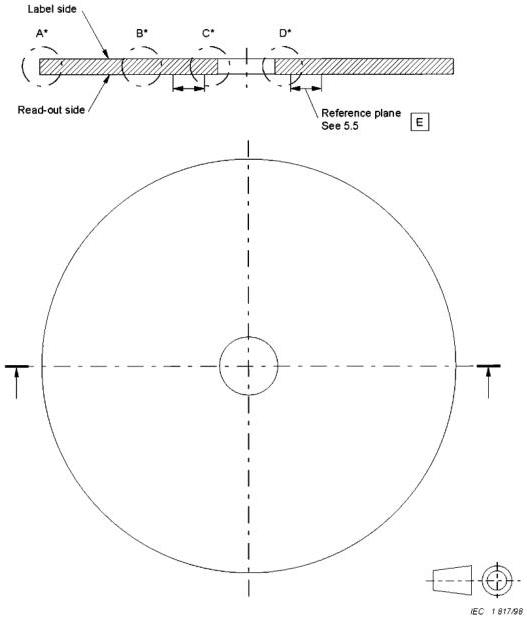 Label side
A*
B*
C*
D*
Read-out side
Reference plane
See 5.5
E
IEC 1 817/98